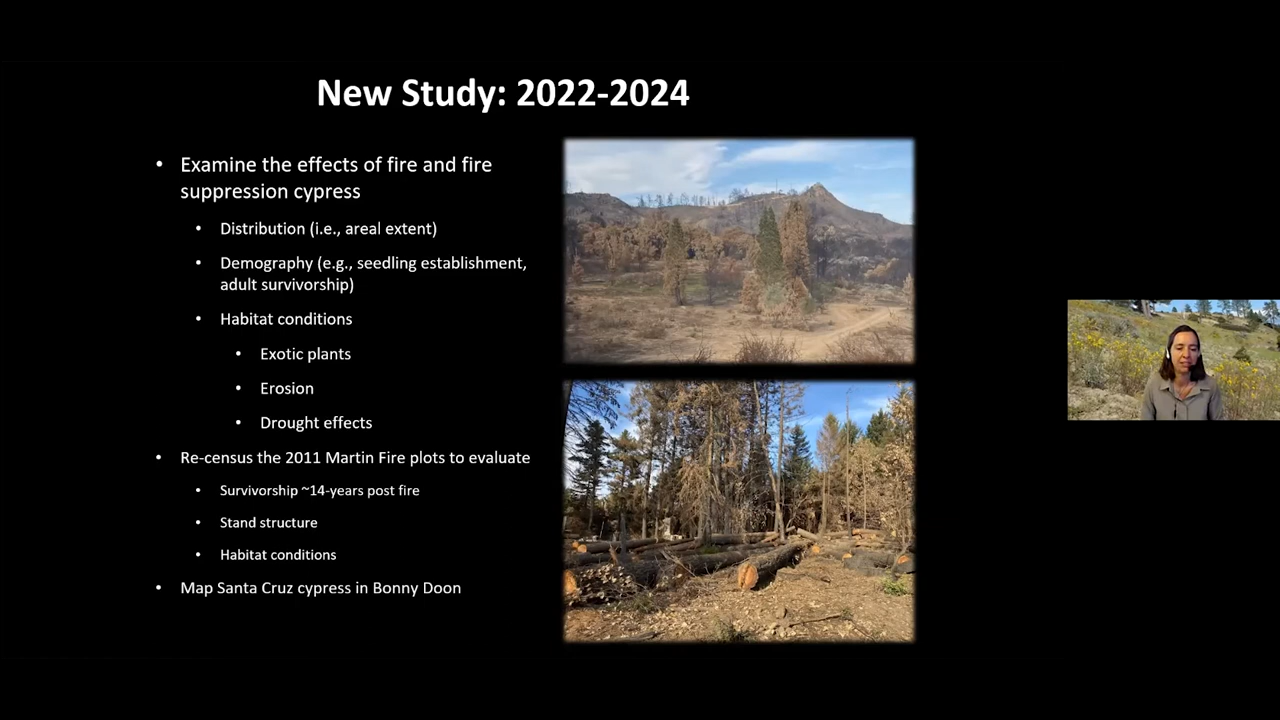 New Study: 2022-2024
• Examine the effects of fire and fire
suppression cypress
• Distribution (i.e., areal extent)
• Demography (e.g., seedling establishment,
adult survivorship)
• Habitat conditions
• Exotic plants
• Erosion
• Drought effects
• Re-census the 2011 Martin Fire plots to evaluate
• Survivorship ~14-years post fire
• Stand structure
• Habitat conditions
• Map Santa Cruz cypress in Bonny Doon